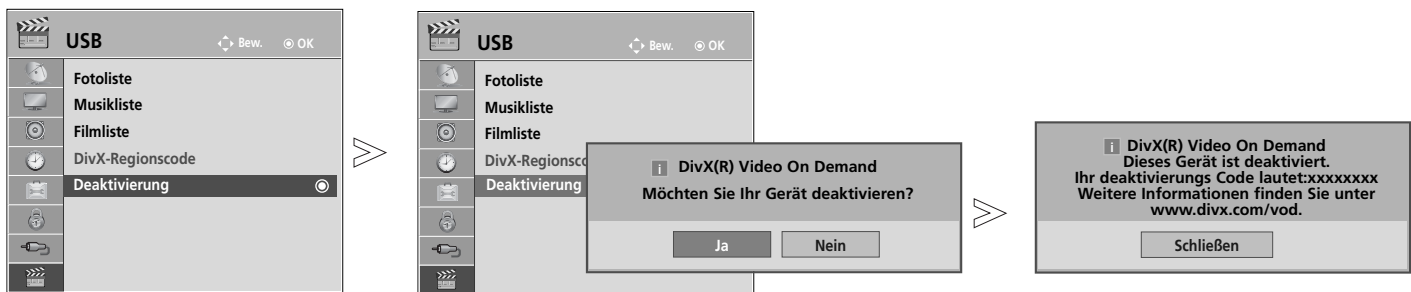 USB
Bew.
OK
Fotoliste
Musikliste
Filmliste
DivX-Regionscode
Deaktivierung
USB
Bew.
OK
Fotoliste
Musikliste
Filmliste
DivX-Regionsco
Deaktivierung
i DivX(R) Video On Demand
Möchten Sie Ihr Gerät deaktivieren?
Ja
Nein
i DivX(R) Video On Demand
Dieses Gerät ist deaktiviert.
Ihr deaktivierungs Code lautet:xxxxxxxx
Weitere Informationen finden Sie unter
www.divx.com/vod.
Schließen